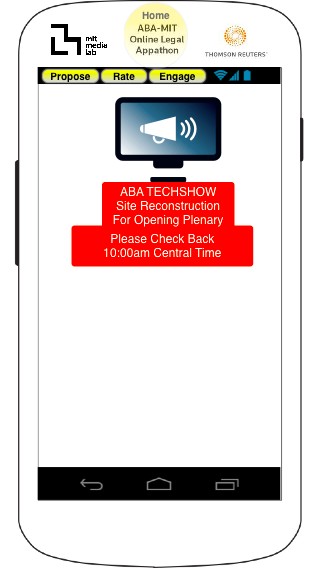 Home
ABA-MIT
Online Legal
Appathon
mit
media
lab
THOMSON REUTERS
Propose Rate Engage
ABA TECHSHOW
Site Reconstruction
For Opening Plenary
Please Check Back
10:00am Central Time